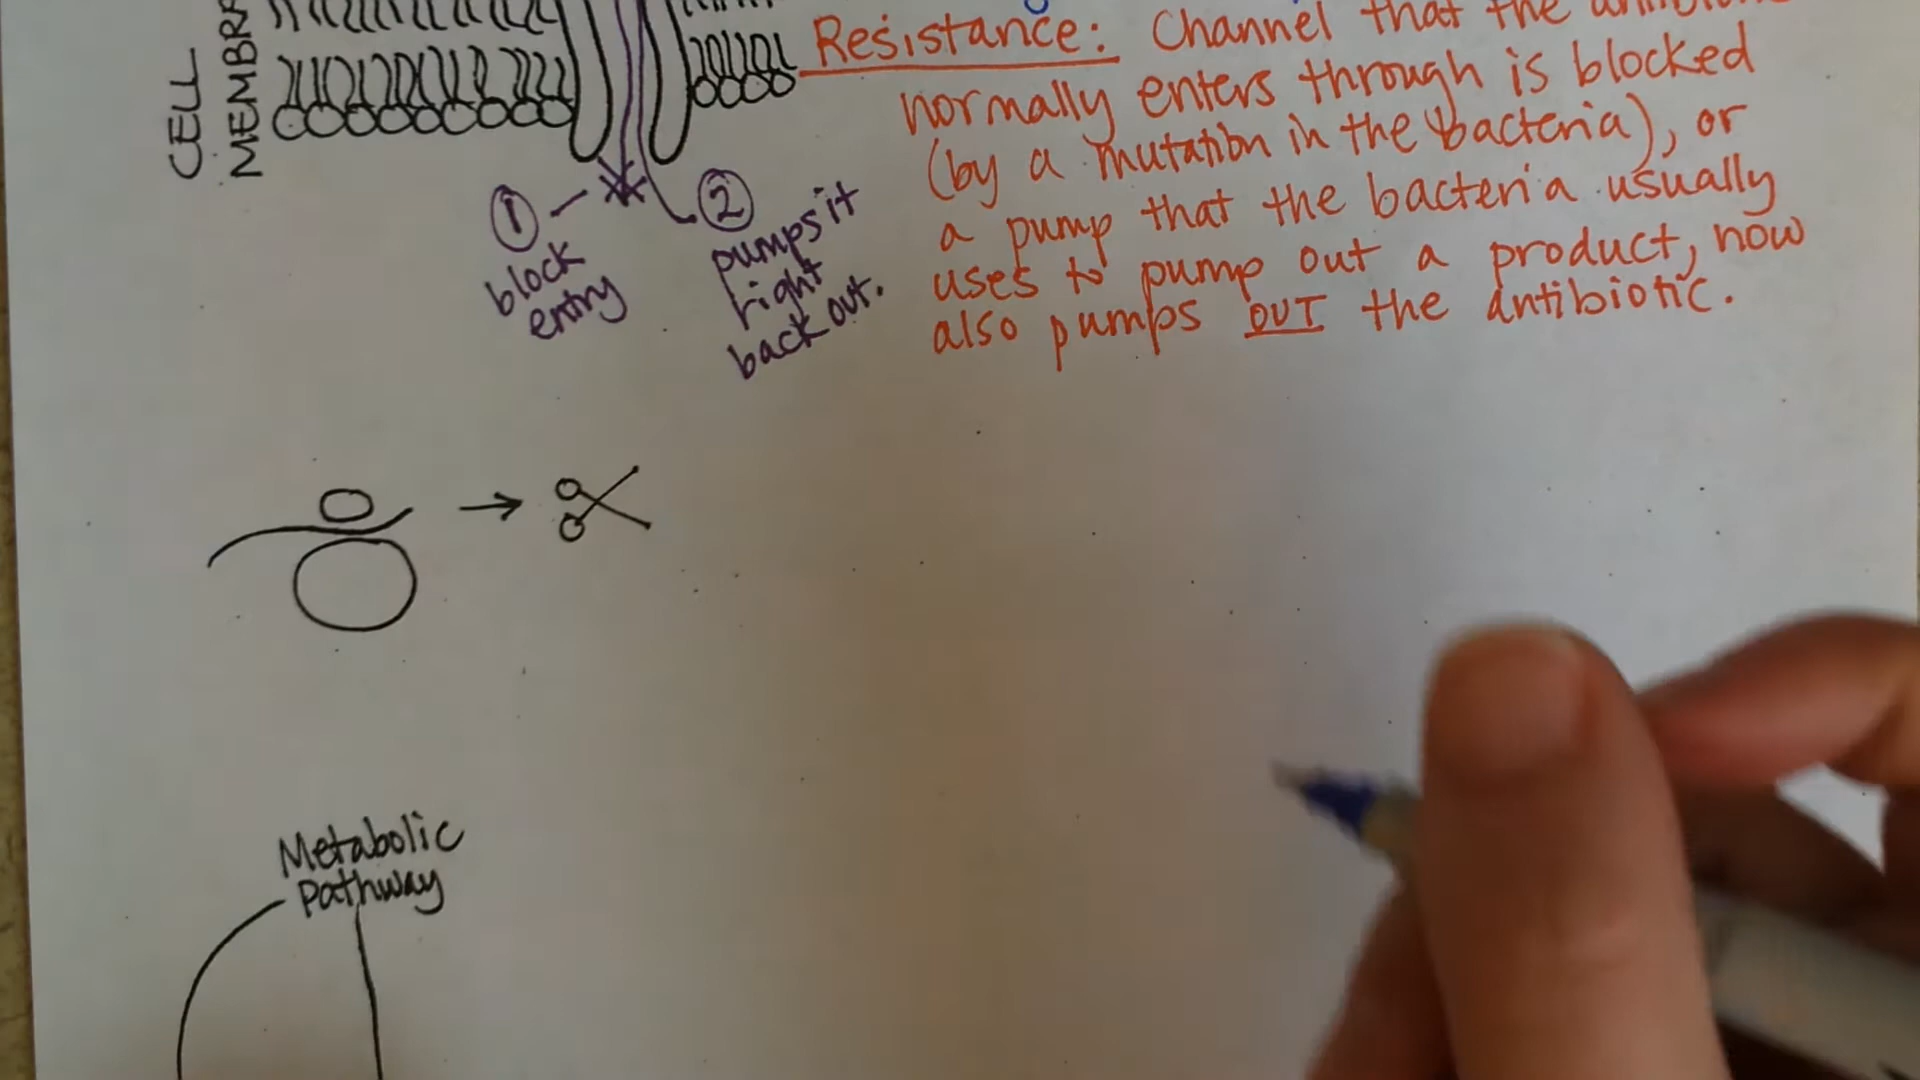 CELL
MEMBRA
Resistance: Channel that the
normally enters through is blocked
(by a mutation in the bacteria), or
a pump that the bacteria usually
uses to pump out a product, now
also pumps OUT the antibiotic.
1
block
entry
2
pumps it
right
back out.
Metabolic
Pathway